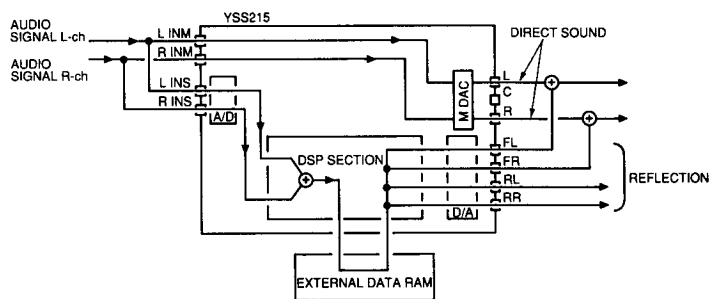 YSS215
AUDIO
SIGNAL L-ch
L INM
R INM
AUDIO
SIGNAL R-ch
L INS
R INS
A/D
DSP SECTION
M DAC
DIRECT SOUND
L
C
R
FL
FR
RL
RR
D/A
REFLECTION
EXTERNAL DATA RAM